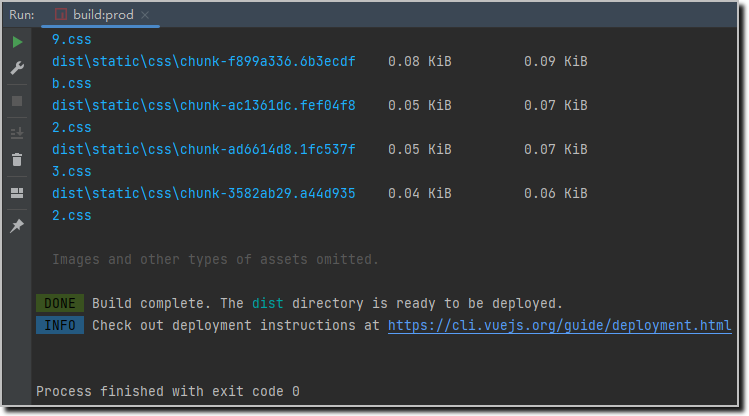 Run: build:prod
9.css
dist\static\css\chunk-f899a336.6b3ecdf 0.08 KiB 0.09 KiB
b.css
dist\static\css\chunk-ac1361dc.fef04f8 0.05 KiB 0.07 KiB
2.css
dist\static\css\chunk-ad6614d8.1fc537f 0.05 KiB 0.07 KiB
3.css
dist\static\css\chunk-3582ab29.a44d935 0.04 KiB 0.06 KiB
2.css
Images and other types of assets omitted.
DONE Build complete. The dist directory is ready to be deployed.
INFO Check out deployment instructions at https://cli.vuejs.org/guide/deployment.html
Process finished with exit code 0